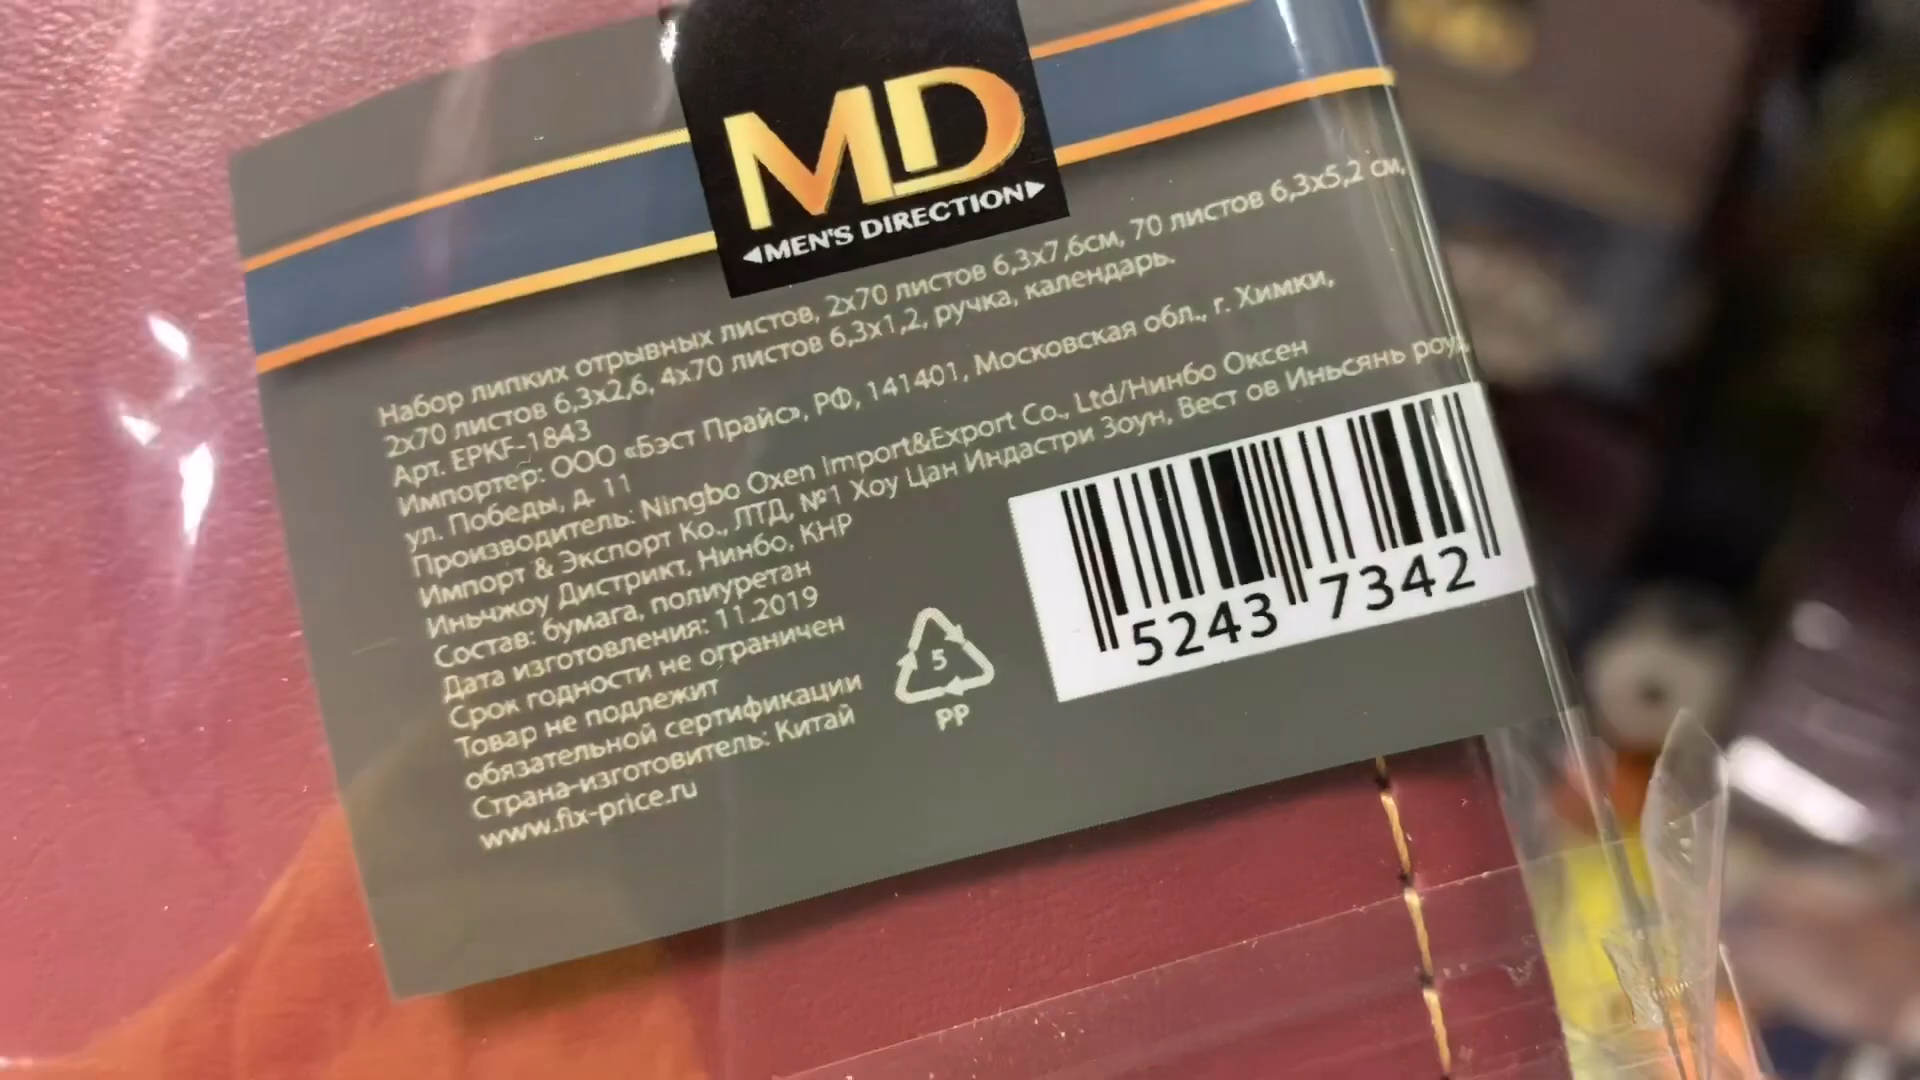 MD
MEN'S DIRECTION
Набор липких отрывных листов, 2х70 листов 6,3х7,6см, 70 листов 6,3х5,2 см,
2х70 листов 6,3х2,6, 4х70 листов 6,3х1,2, ручка, календарь.
Арт. EPKF-1843
Импортер: ООО «Бэст Прайс», РФ, 141401, Московская обл., г. Химки,
ул. Победы, д. 11
Производитель: Ningbo Oxen Import&Export Co., Ltd/Нинбо Оксен
Импорт & Экспорт Ко., ЛТД, №1 Хоу Цан Индастри Зоун, Вест ов Иньсянь роуд,
Иньчжоу Дистрикт, Нинбо, КНР
Состав: бумага, полиуретан
Дата изготовления: 11.2019
Срок годности не ограничен
Товар не подлежит
обязательной сертификации
Страна-изготовитель: Китай
www.fix-price.ru
5
PP
5243 7342